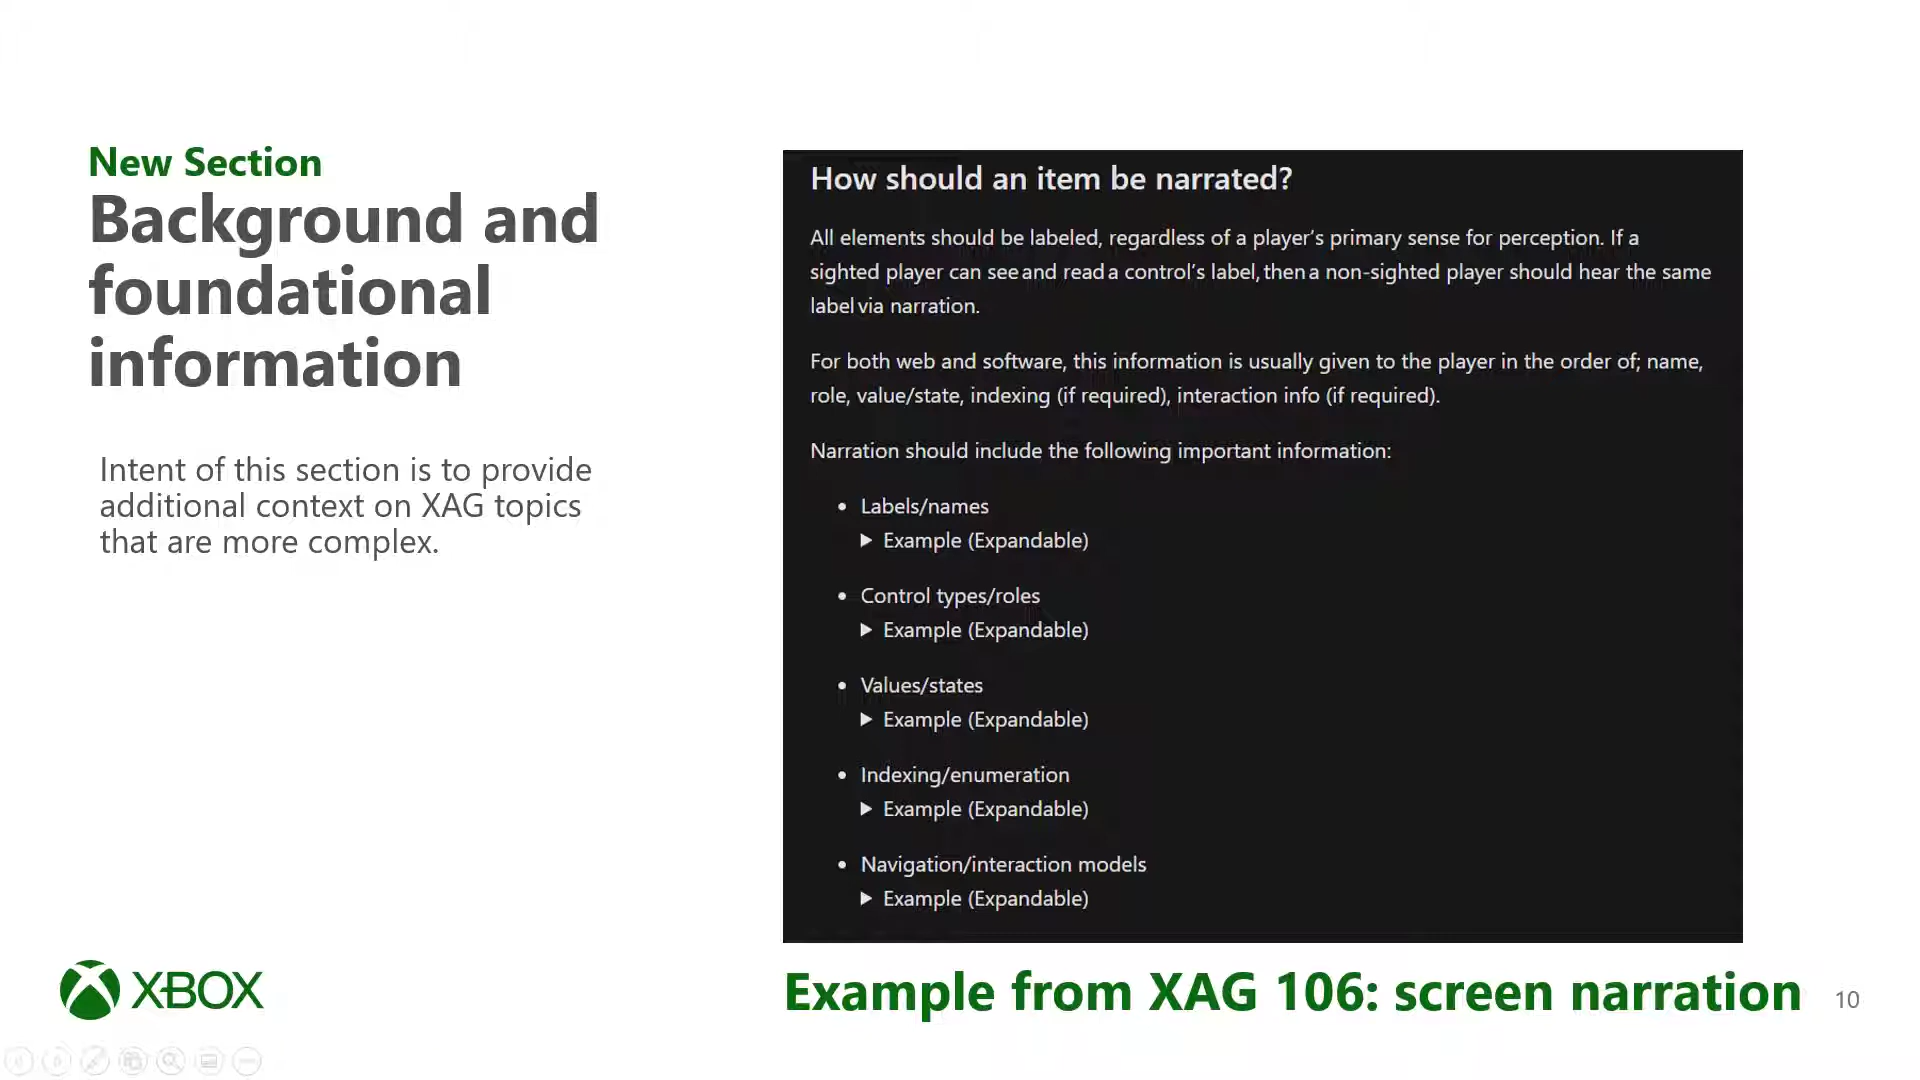 New Section
Background and
foundational
information
Intent of this section is to provide
additional context on XAG topics
that are more complex.
How should an item be narrated?
All elements should be labeled, regardless of a player's primary sense for perception. If a
sighted player can see and read a control's label, then a non-sighted player should hear the same
label via narration.
For both web and software, this information is usually given to the player in the order of; name,
role, value/state, indexing (if required), interaction info (if required).
Narration should include the following important information:
• Labels/names
▶ Example (Expandable)
• Control types/roles
▶ Example (Expandable)
• Values/states
▶ Example (Expandable)
• Indexing/enumeration
▶ Example (Expandable)
• Navigation/interaction models
▶ Example (Expandable)
XBOX
Example from XAG 106: screen narration
10